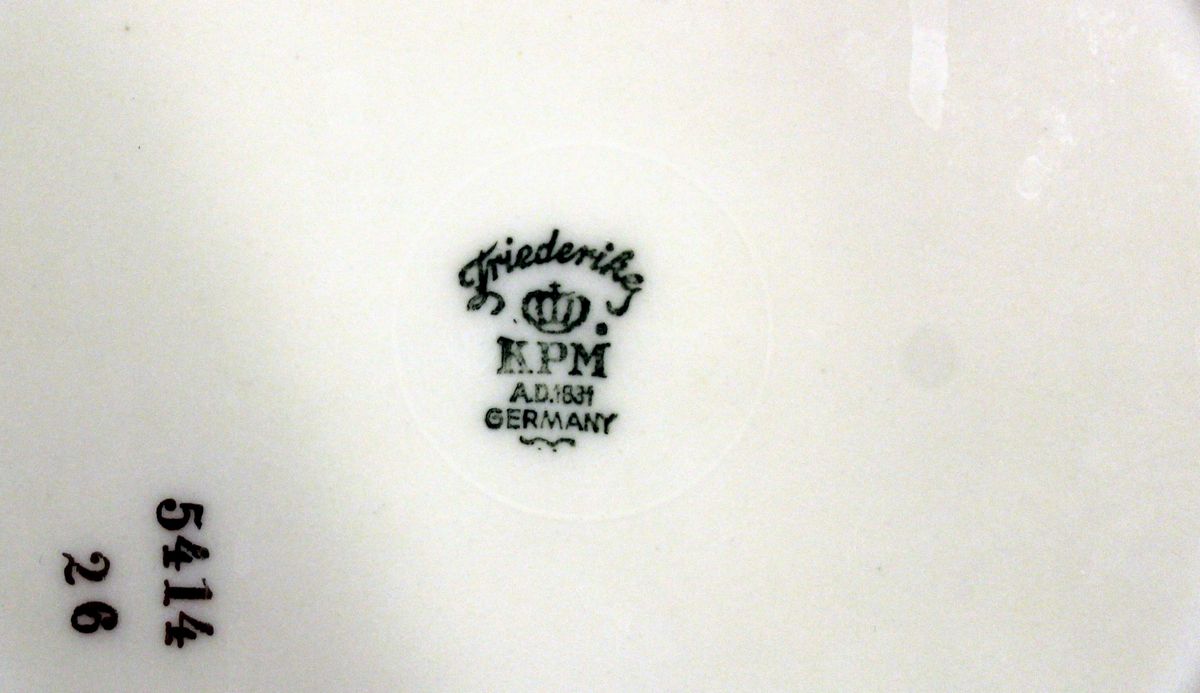 Friederike
KPM
A.D.1831
GERMANY
5414
26